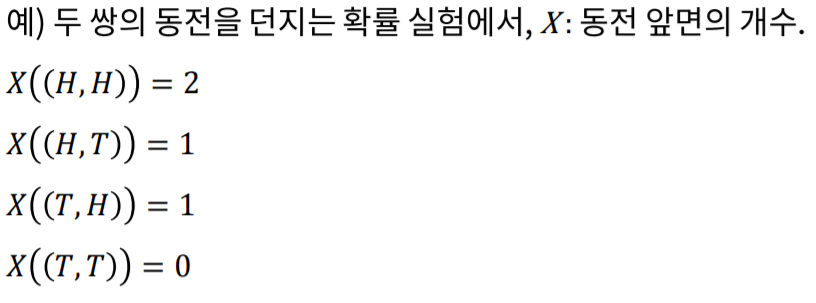 예) 두 쌍의 동전을 던지는 확률 실험에서, X: 동전 앞면의 개수.
X((H,H)) = 2
X((H,T)) = 1
X((T,H)) = 1
X((T,T)) = 0